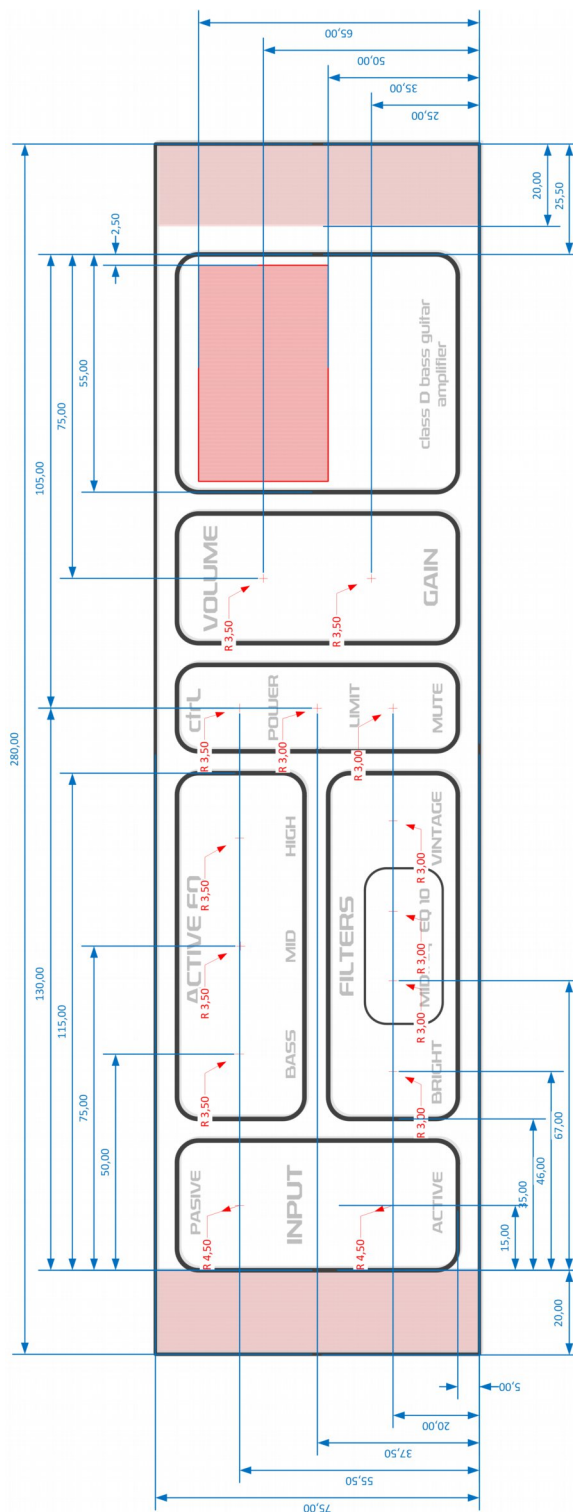 65,00
50,00
35,00
25,00
20,00
25,50
2,50
55,00
75,00
105,00
280,00
class D bass guitar
amplifier
VOLUME
GAIN
R 3,50
R 3,50
ctrL
POWER
LIMIT
MUTE
R 3,50
R 3,00
R 3,00
HIGH
MID
BASS
R 3,50
R 3,50
R 3,50
FILTERS
VINTAGE
EQ 10
BRIGHT
R 3,00
R 3,00
R 3,00
R 3,00
130,00
115,00
75,00
50,00
PASIVE
INPUT
ACTIVE
R 4,50
R 4,50
15,00
35,00
46,00
67,00
20,00
5,00
20,00
37,50
55,50
75,00